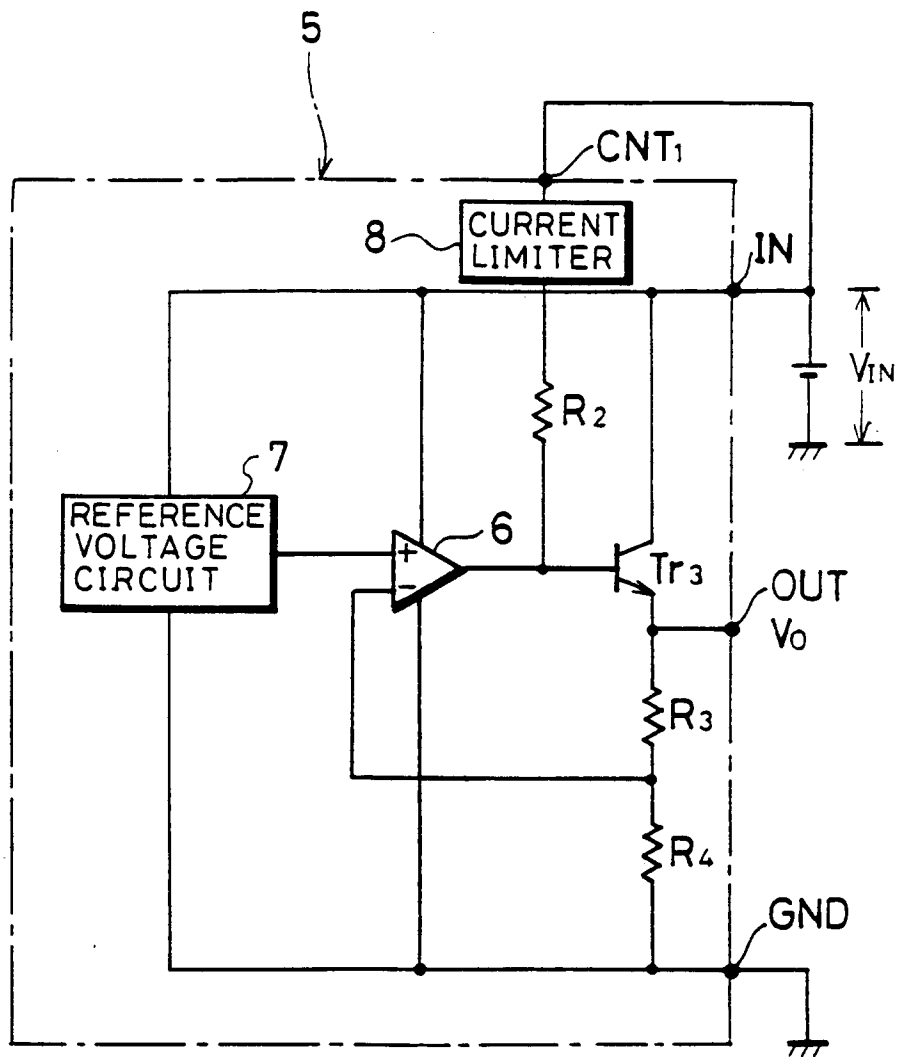 5
CNT1
8
CURRENT
LIMITER
IN
VIN
R2
7
REFERENCE
VOLTAGE
CIRCUIT
6
+
-
Tr3
OUT
Vo
R3
R4
GND